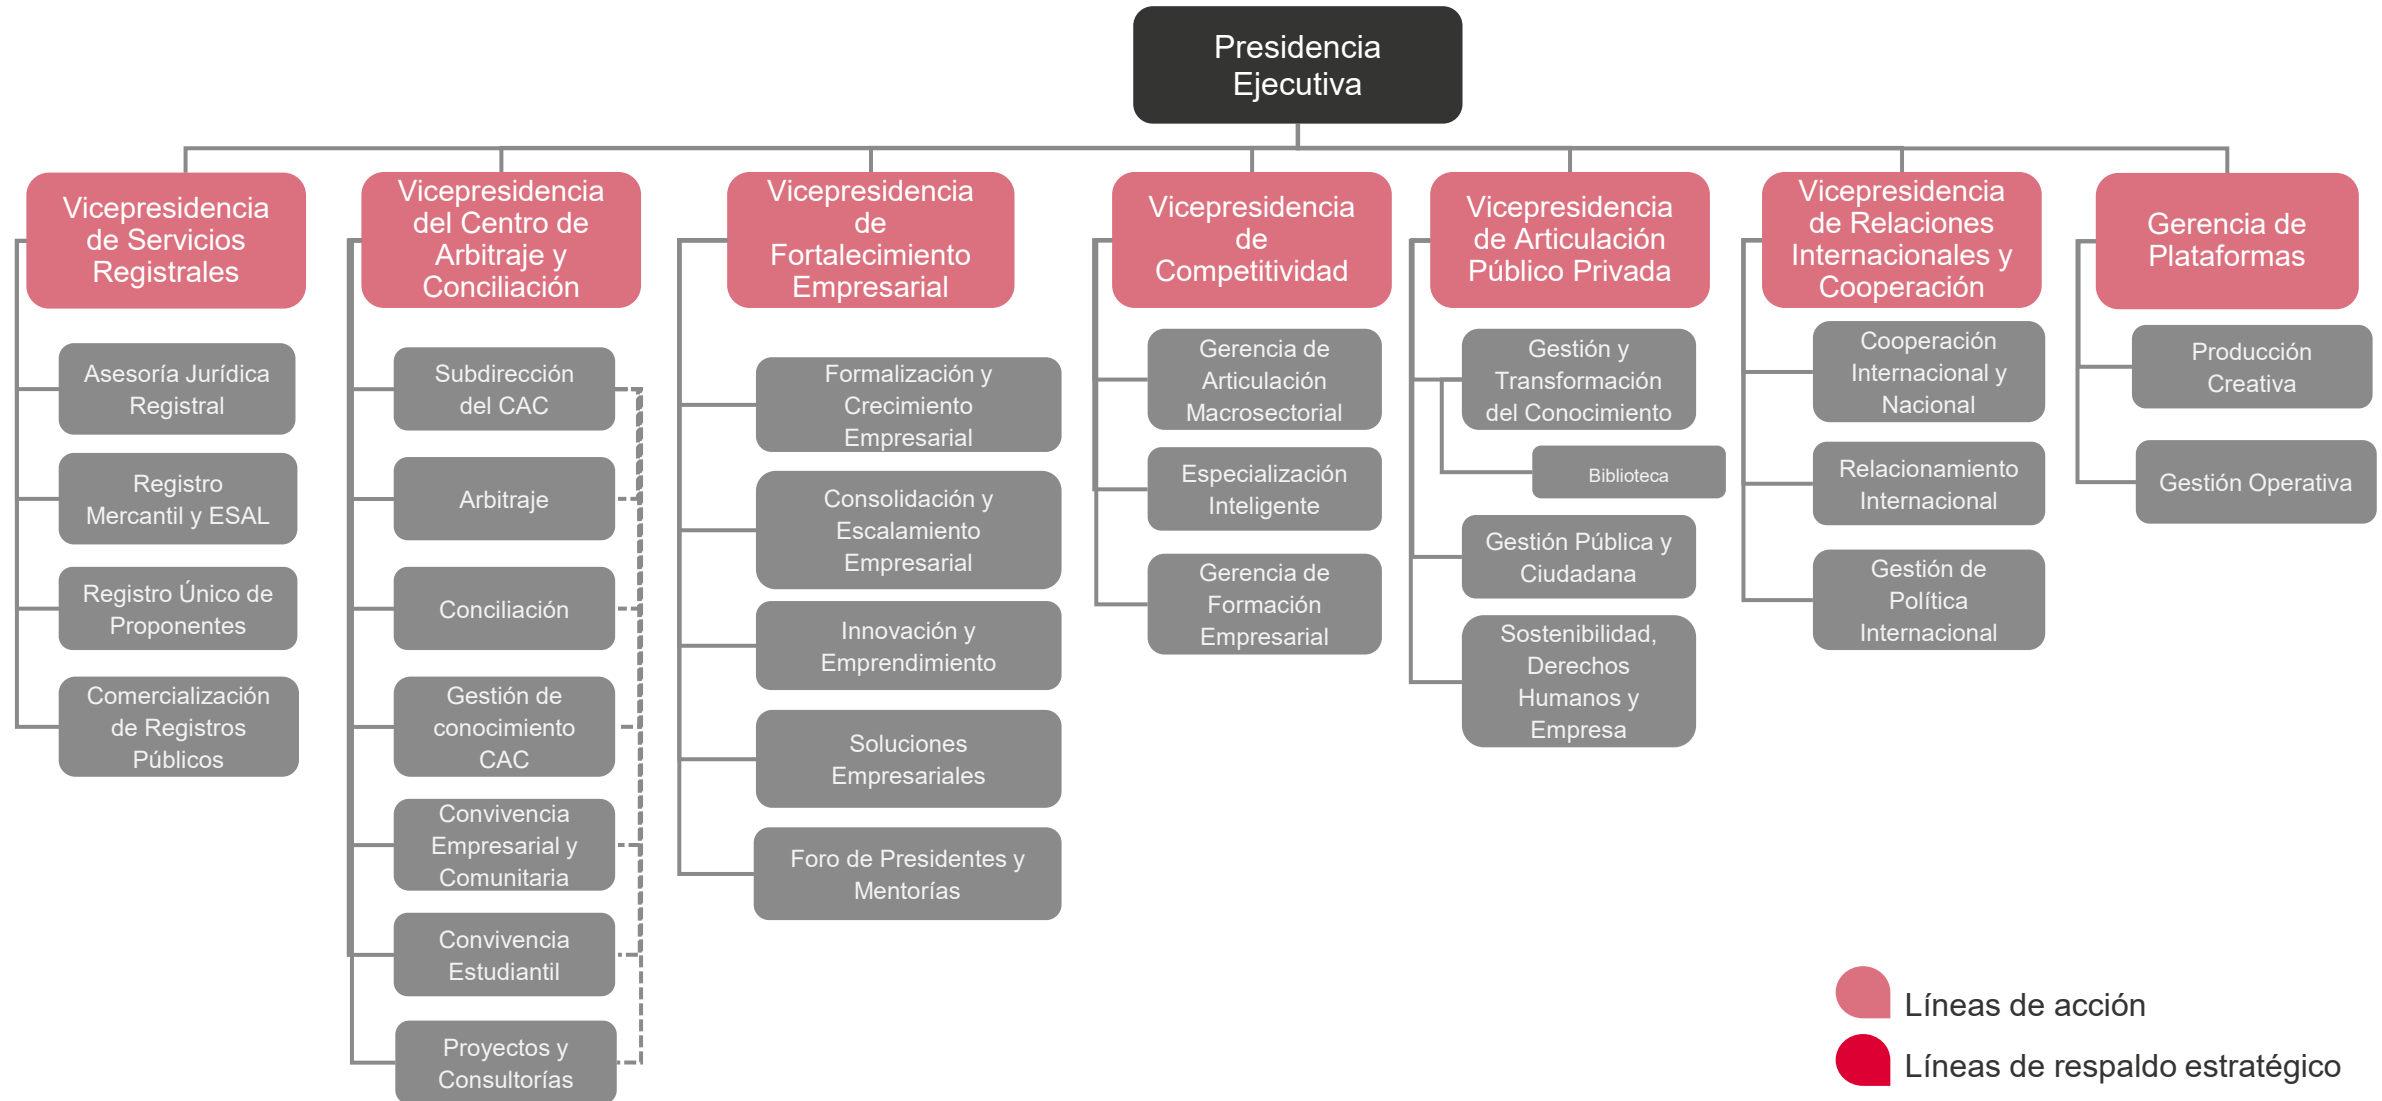 Presidencia
Ejecutiva
Vicepresidencia
de Servicios
Registrales
Asesoría Jurídica
Registral
Registro
Mercantil y ESAL
Registro Único de
Proponentes
Comercialización
de Registros
Públicos
Vicepresidencia
del Centro de
Arbitraje y
Conciliación
Subdirección
del CAC
Arbitraje
Conciliación
Gestión de
conocimiento
CAC
Convivencia
Empresarial y
Comunitaria
Convivencia
Estudiantil
Proyectos y
Consultorías
Vicepresidencia
de
Fortalecimiento
Empresarial
Formalización y
Crecimiento
Empresarial
Consolidación y
Escalamiento
Empresarial
Innovación y
Emprendimiento
Soluciones
Empresariales
Foro de Presidentes y
Mentorías
Vicepresidencia
de
Competitividad
Gerencia de
Articulación
Macrosectorial
Especialización
Inteligente
Gerencia de
Formación
Empresarial
Vicepresidencia
de Articulación
Público Privada
Gestión y
Transformación
del Conocimiento
Biblioteca
Gestión Pública y
Ciudadana
Sostenibilidad,
Derechos
Humanos y
Empresa
Vicepresidencia
de Relaciones
Internacionales y
Cooperación
Cooperación
Internacional y
Nacional
Relacionamiento
Internacional
Gestión de
Política
Internacional
Gerencia de
Plataformas
Producción
Creativa
Gestión Operativa
Líneas de acción
Líneas de respaldo estratégico